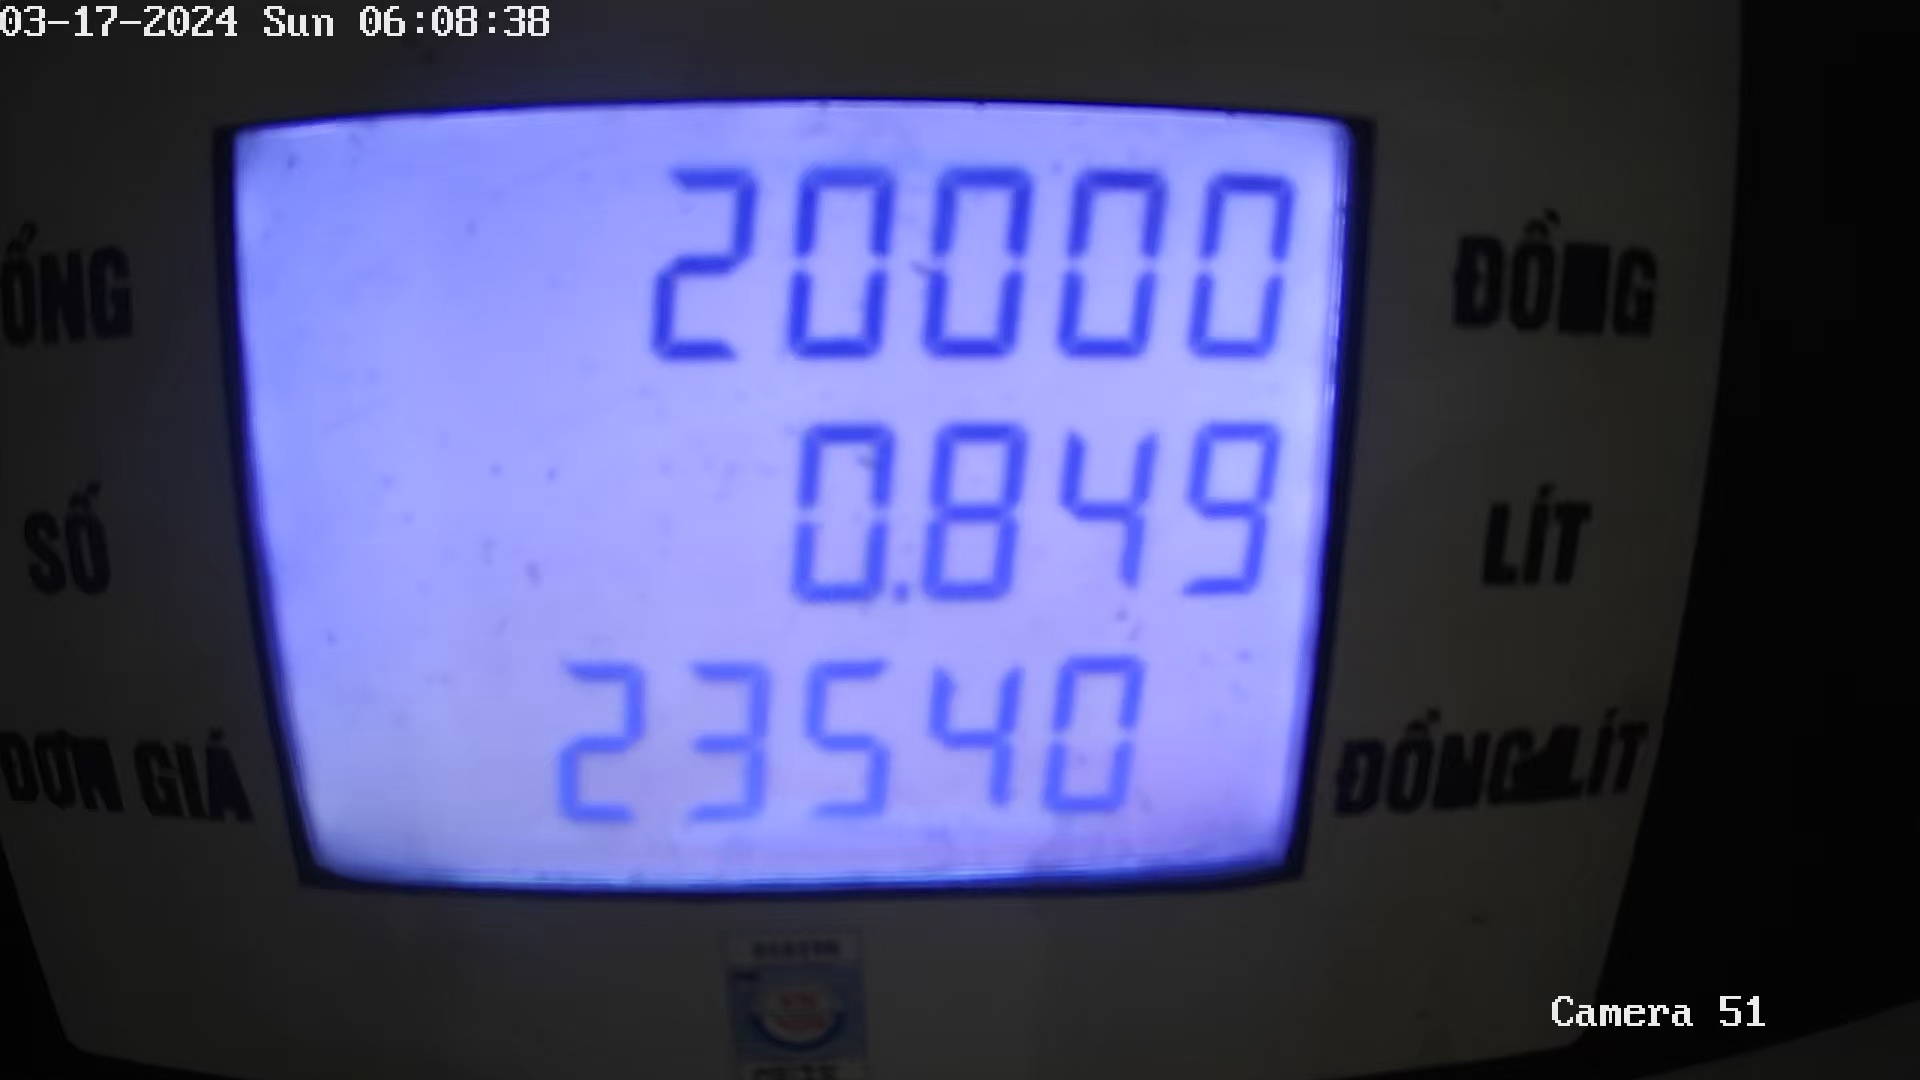 03-17-2024 Sun 06:08:38
20000
ỐNG ĐỒNG
0.849
SỐ LÍT
23540
ĐƠN GIÁ ĐỒNG/LÍT
Camera 51